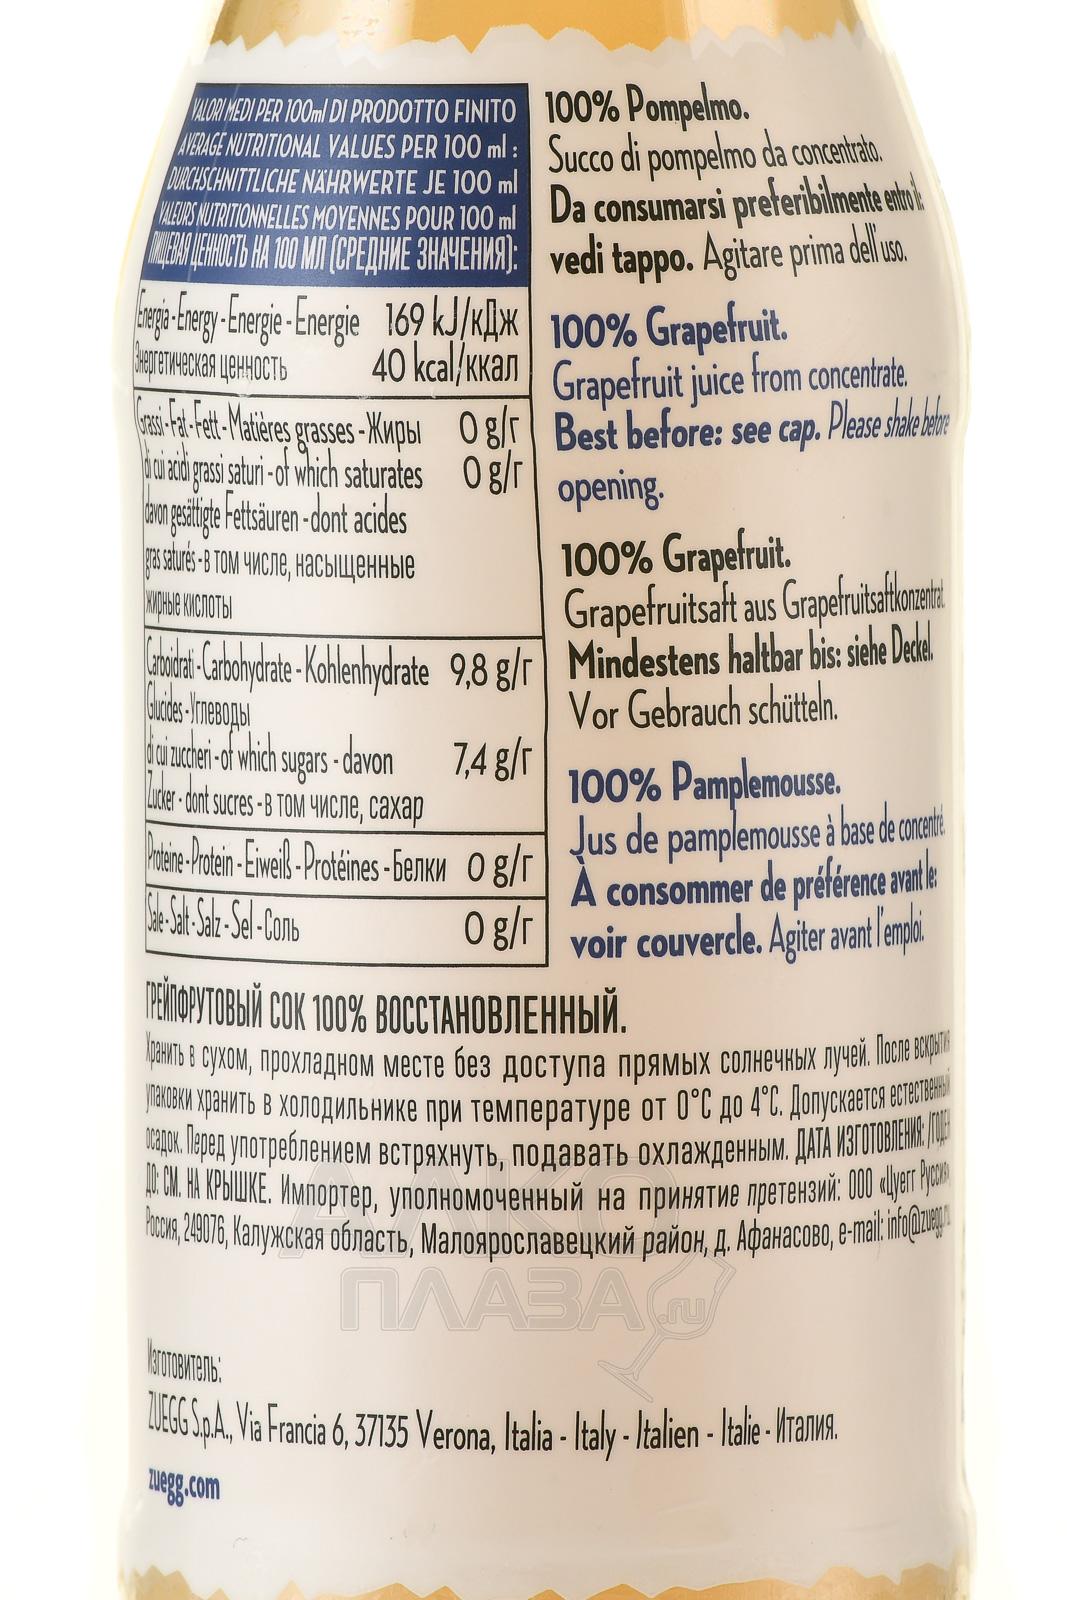 VALORI MEDI PER 100ml DI PRODOTTO FINITO
AVERAGE NUTRITIONAL VALUES PER 100 ml :
DURCHSCHNITTLICHE NÄHRWERTE JE 100 ml
VALEURS NUTRITIONNELLES MOYENNES POUR 100 ml
ПИЩЕВАЯ ЦЕННОСТЬ НА 100 МЛ (СРЕДНИЕ ЗНАЧЕНИЯ):
Energia - Energy - Energie - Energie 169 kJ/кДж
Энергетическая ценность 40 kcal/ккал
Grassi - Fat - Fett - Matières grasses - Жиры 0 g/г
di cui acidi grassi saturi - of which saturates 0 g/г
davon gesättigte Fettsäuren - dont acides
gras saturés - в том числе, насыщенные
жирные кислоты
Carboidrati - Carbohydrate - Kohlenhydrate 9,8 g/г
Glucides - Углеводы
di cui zuccheri - of which sugars - davon 7,4 g/г
Zucker - dont sucres - в том числе, сахар
Proteine - Protein - Eiweiß - Protéines - Белки 0 g/г
Sale - Salt - Salz - Sel - Соль 0 g/г
100% Pompelmo.
Succo di pompelmo da concentrato.
Da consumarsi preferibilmente entro il:
vedi tappo. Agitare prima dell'uso.
100% Grapefruit.
Grapefruit juice from concentrate.
Best before: see cap. Please shake before
opening.
100% Grapefruit.
Grapefruitsaft aus Grapefruitsaftkonzentrat.
Mindestens haltbar bis: siehe Deckel.
Vor Gebrauch schütteln.
100% Pamplemousse.
Jus de pamplemousse à base de concentré.
À consommer de préférence avant le:
voir couvercle. Agiter avant l'emploi.
ГРЕЙПФРУТОВЫЙ СОК 100% ВОССТАНОВЛЕННЫЙ.
Хранить в сухом, прохладном месте без доступа прямых солнечных лучей. После вскрытия
упаковки хранить в холодильнике при температуре от 0°С до 4°С. Допускается естественный
осадок. Перед употреблением встряхнуть, подавать охлажденным. ДАТА ИЗГОТОВЛЕНИЯ: /ГОДЕН
ДО: СМ. НА КРЫШКЕ. Импортер, уполномоченный на принятие претензий: ООО «Цуегг Руссия»,
Россия, 249076, Калужская область, Малоярославецкий район, д. Афанасово, e-mail: info@zuegg.ru
АЛКО
ПЛАЗА.ru
Изготовитель:
ZUEGG S.p.A., Via Francia 6, 37135 Verona, Italia - Italy - Italien - Italie - Италия.
zuegg.com